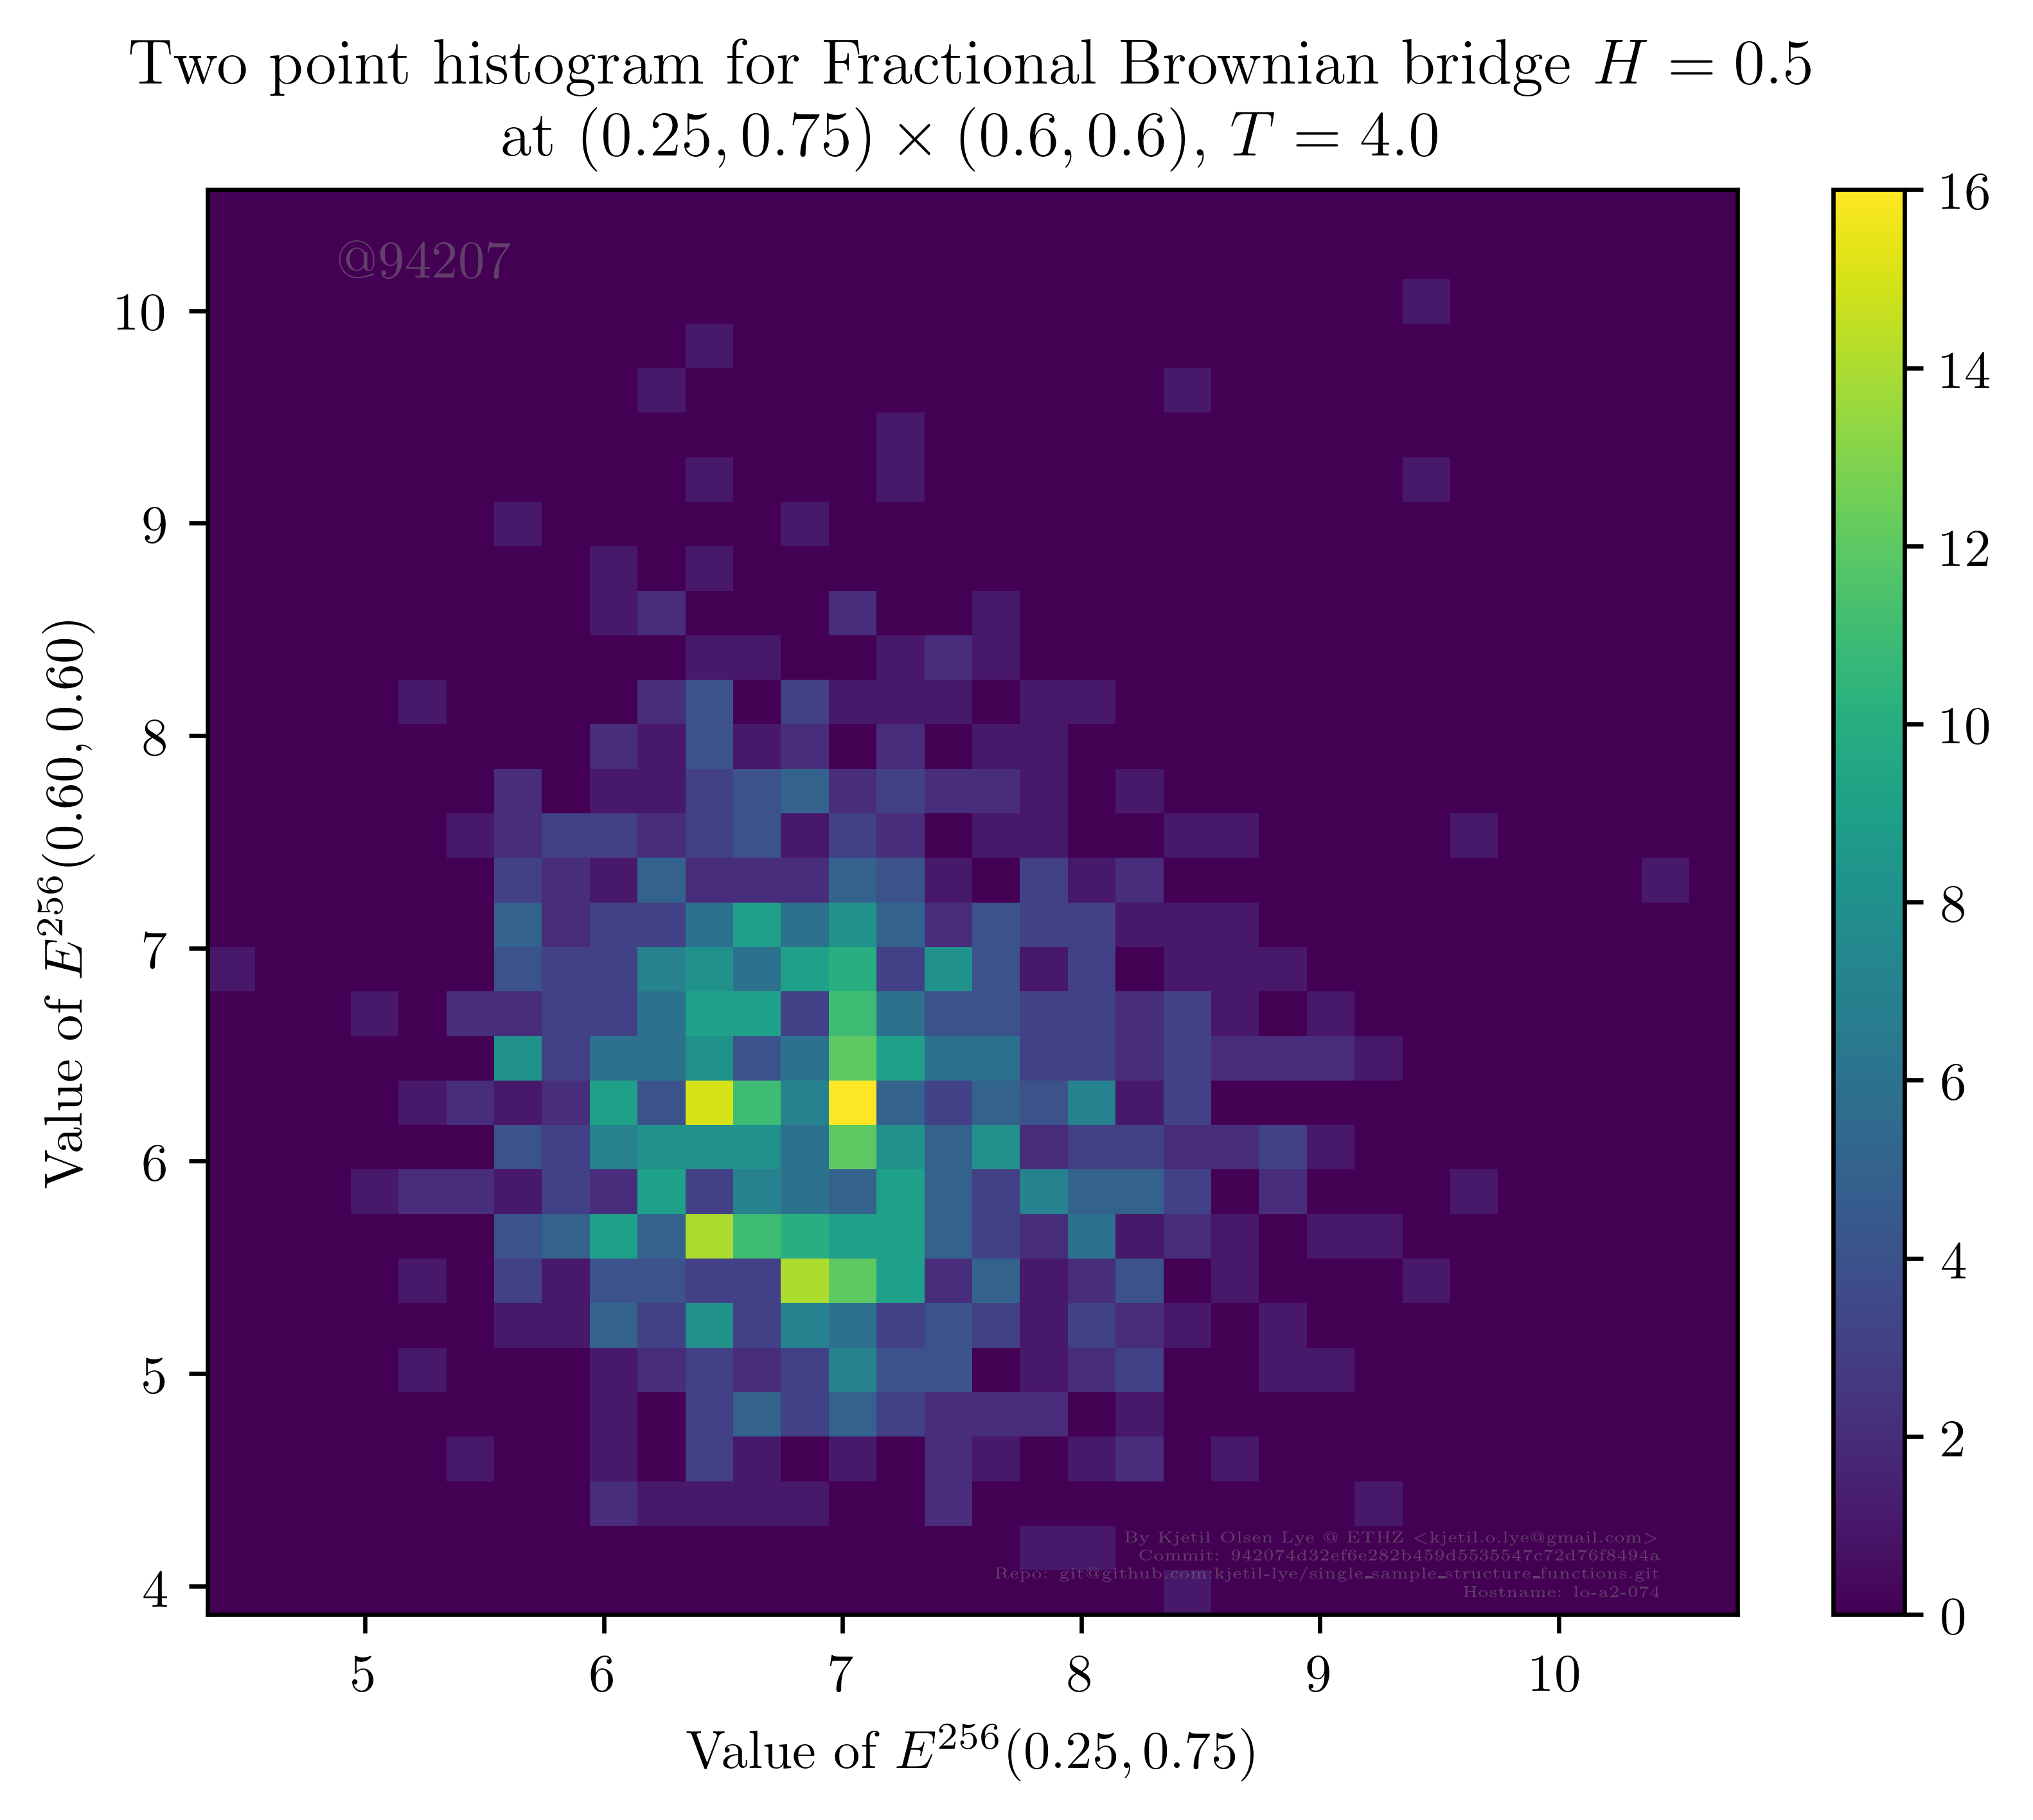 Two point histogram for Fractional Brownian bridge H = 0.5
at (0.25, 0.75) × (0.6, 0.6), T = 4.0
@94207
16
14
12
10
8
6
4
2
0
10
9
8
7
6
5
4
Value of E^256(0.60, 0.60)
By Kjetil Olsen Lye @ ETHZ <kjetil.o.lye@gmail.com>
Commit: 942074d32ef6e282b459d5535547c72d76f8494a
Repo: git@github.com:kjetil-lye/single_sample_structure_functions.git
Hostname: lo-a2-074
5 6 7 8 9 10
Value of E^256(0.25, 0.75)